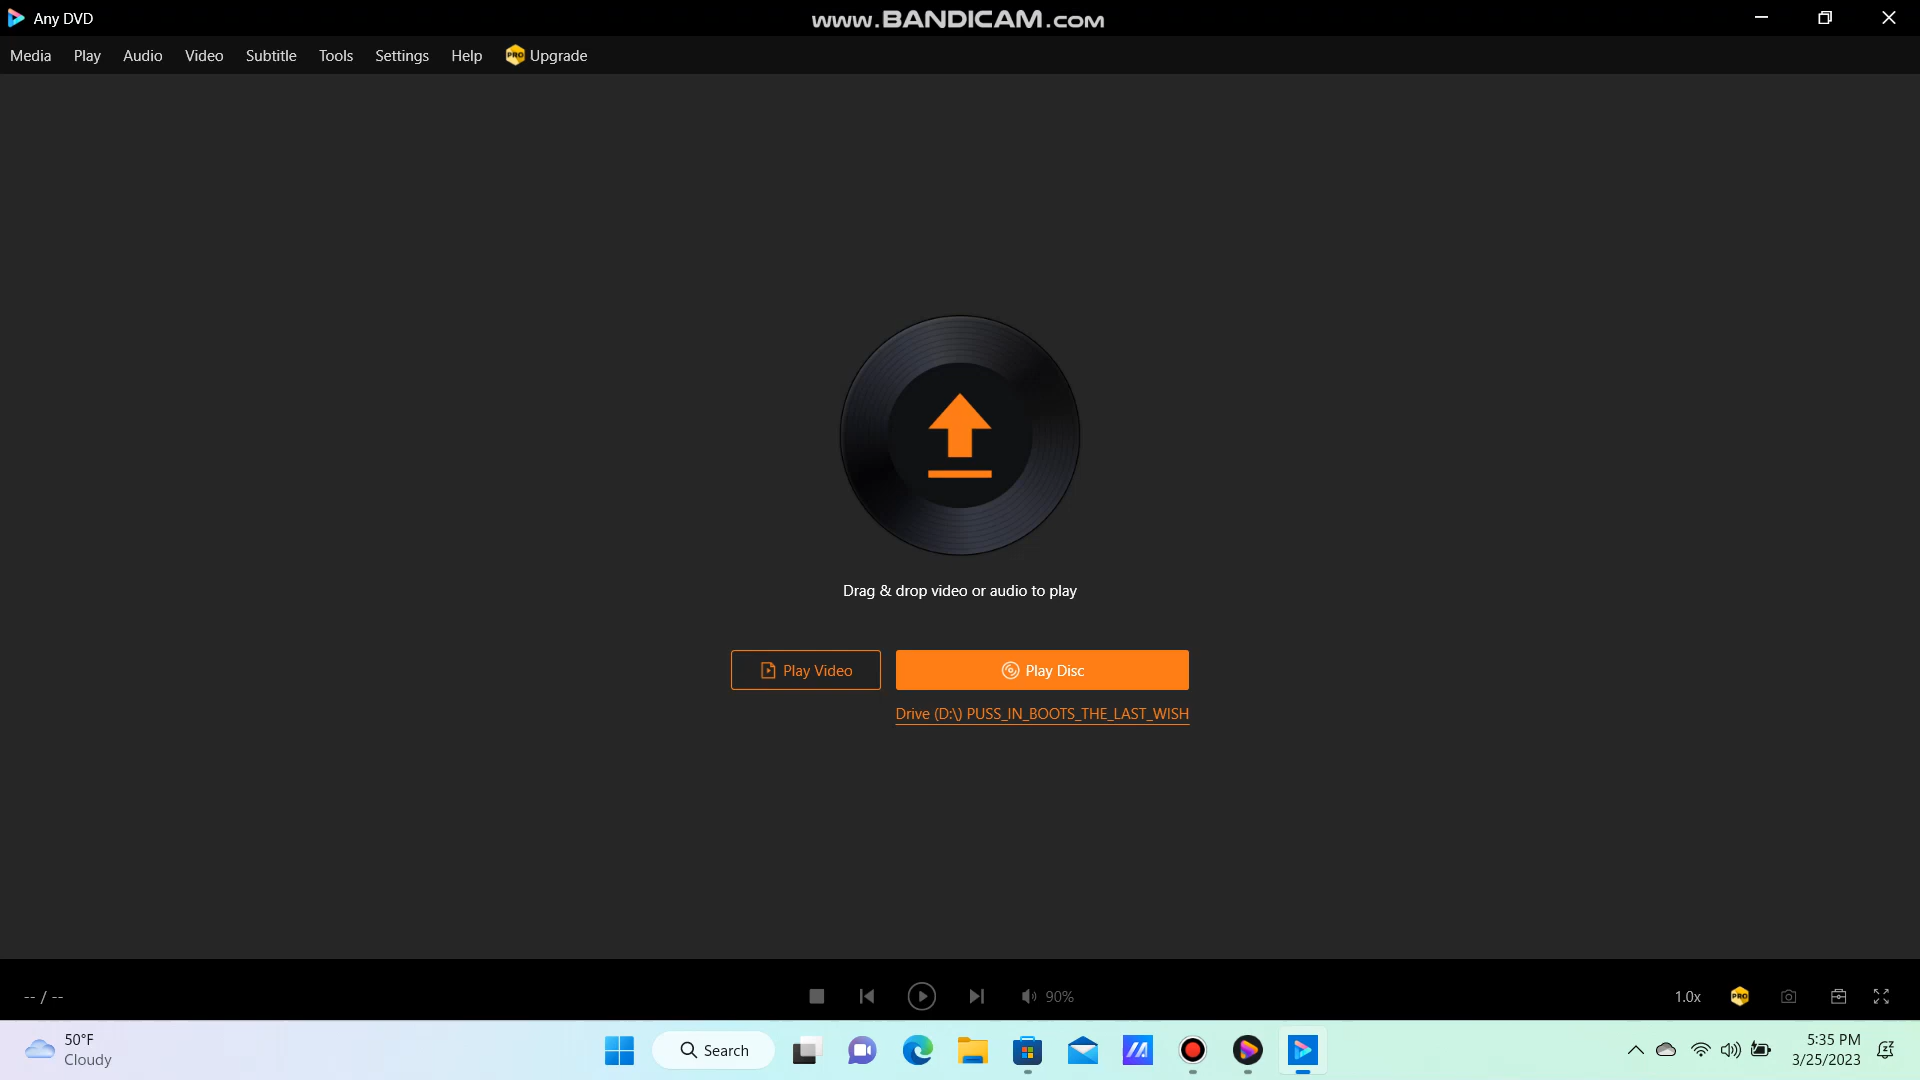 Any DVD
www.BANDICAM.com
Media Play Audio Video Subtitle Tools Settings Help PRO Upgrade
Drag & drop video or audio to play
Play Video Play Disc
Drive (D:\) PUSS_IN_BOOTS_THE_LAST_WISH
-- / -- 90% 1.0x PRO
50°F
Cloudy
Search
5:35 PM
3/25/2023